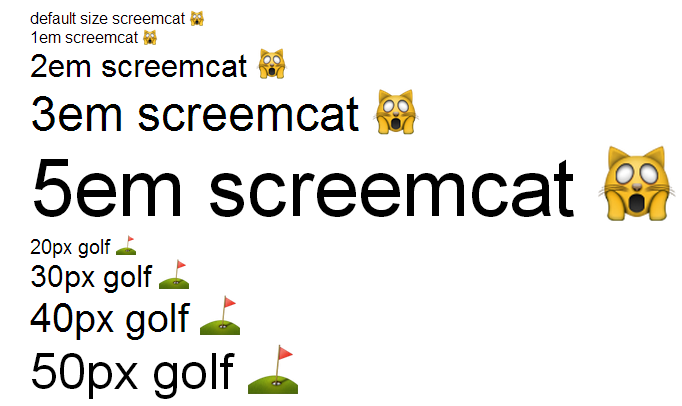 default size screemcat 🙀
1em screemcat 🙀
2em screemcat 🙀
3em screemcat 🙀
5em screemcat 🙀
20px golf ⛳
30px golf ⛳
40px golf ⛳
50px golf ⛳